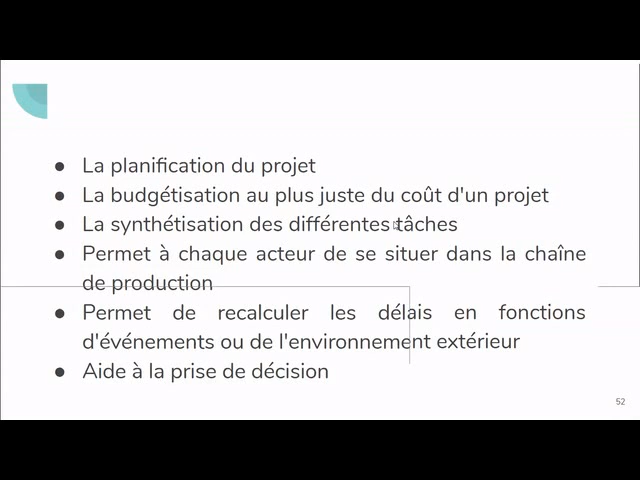 ● La planification du projet
● La budgétisation au plus juste du coût d'un projet
● La synthétisation des différentes tâches
● Permet à chaque acteur de se situer dans la chaîne
de production
● Permet de recalculer les délais en fonctions
d'événements ou de l'environnement extérieur
● Aide à la prise de décision
52